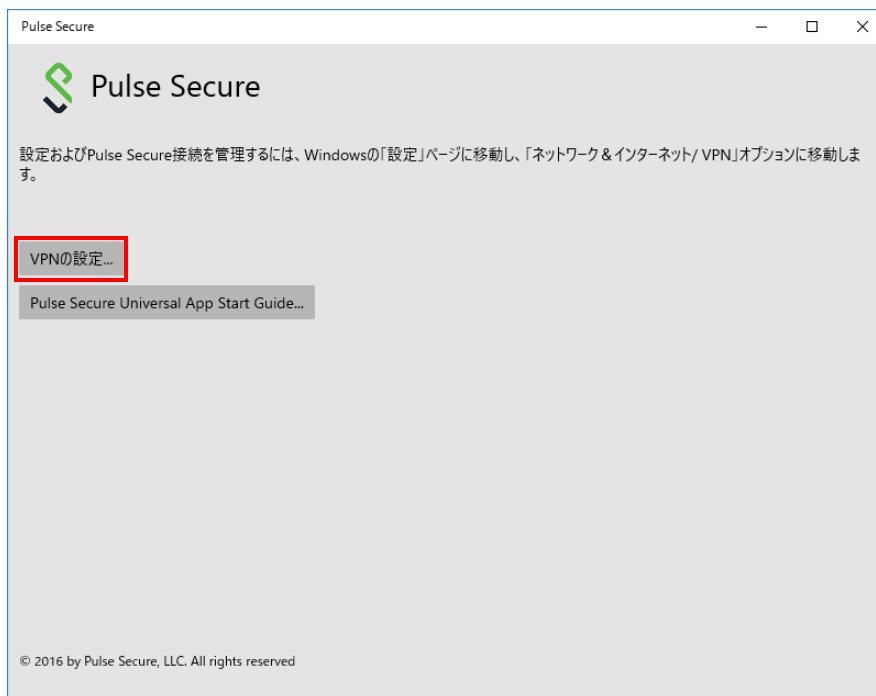 Pulse Secure
Pulse Secure
設定およびPulse Secure接続を管理するには、Windowsの「設定」ページに移動し、「ネットワーク＆インターネット/ VPN」オプションに移動しま
す。
VPNの設定...
Pulse Secure Universal App Start Guide...
© 2016 by Pulse Secure, LLC. All rights reserved